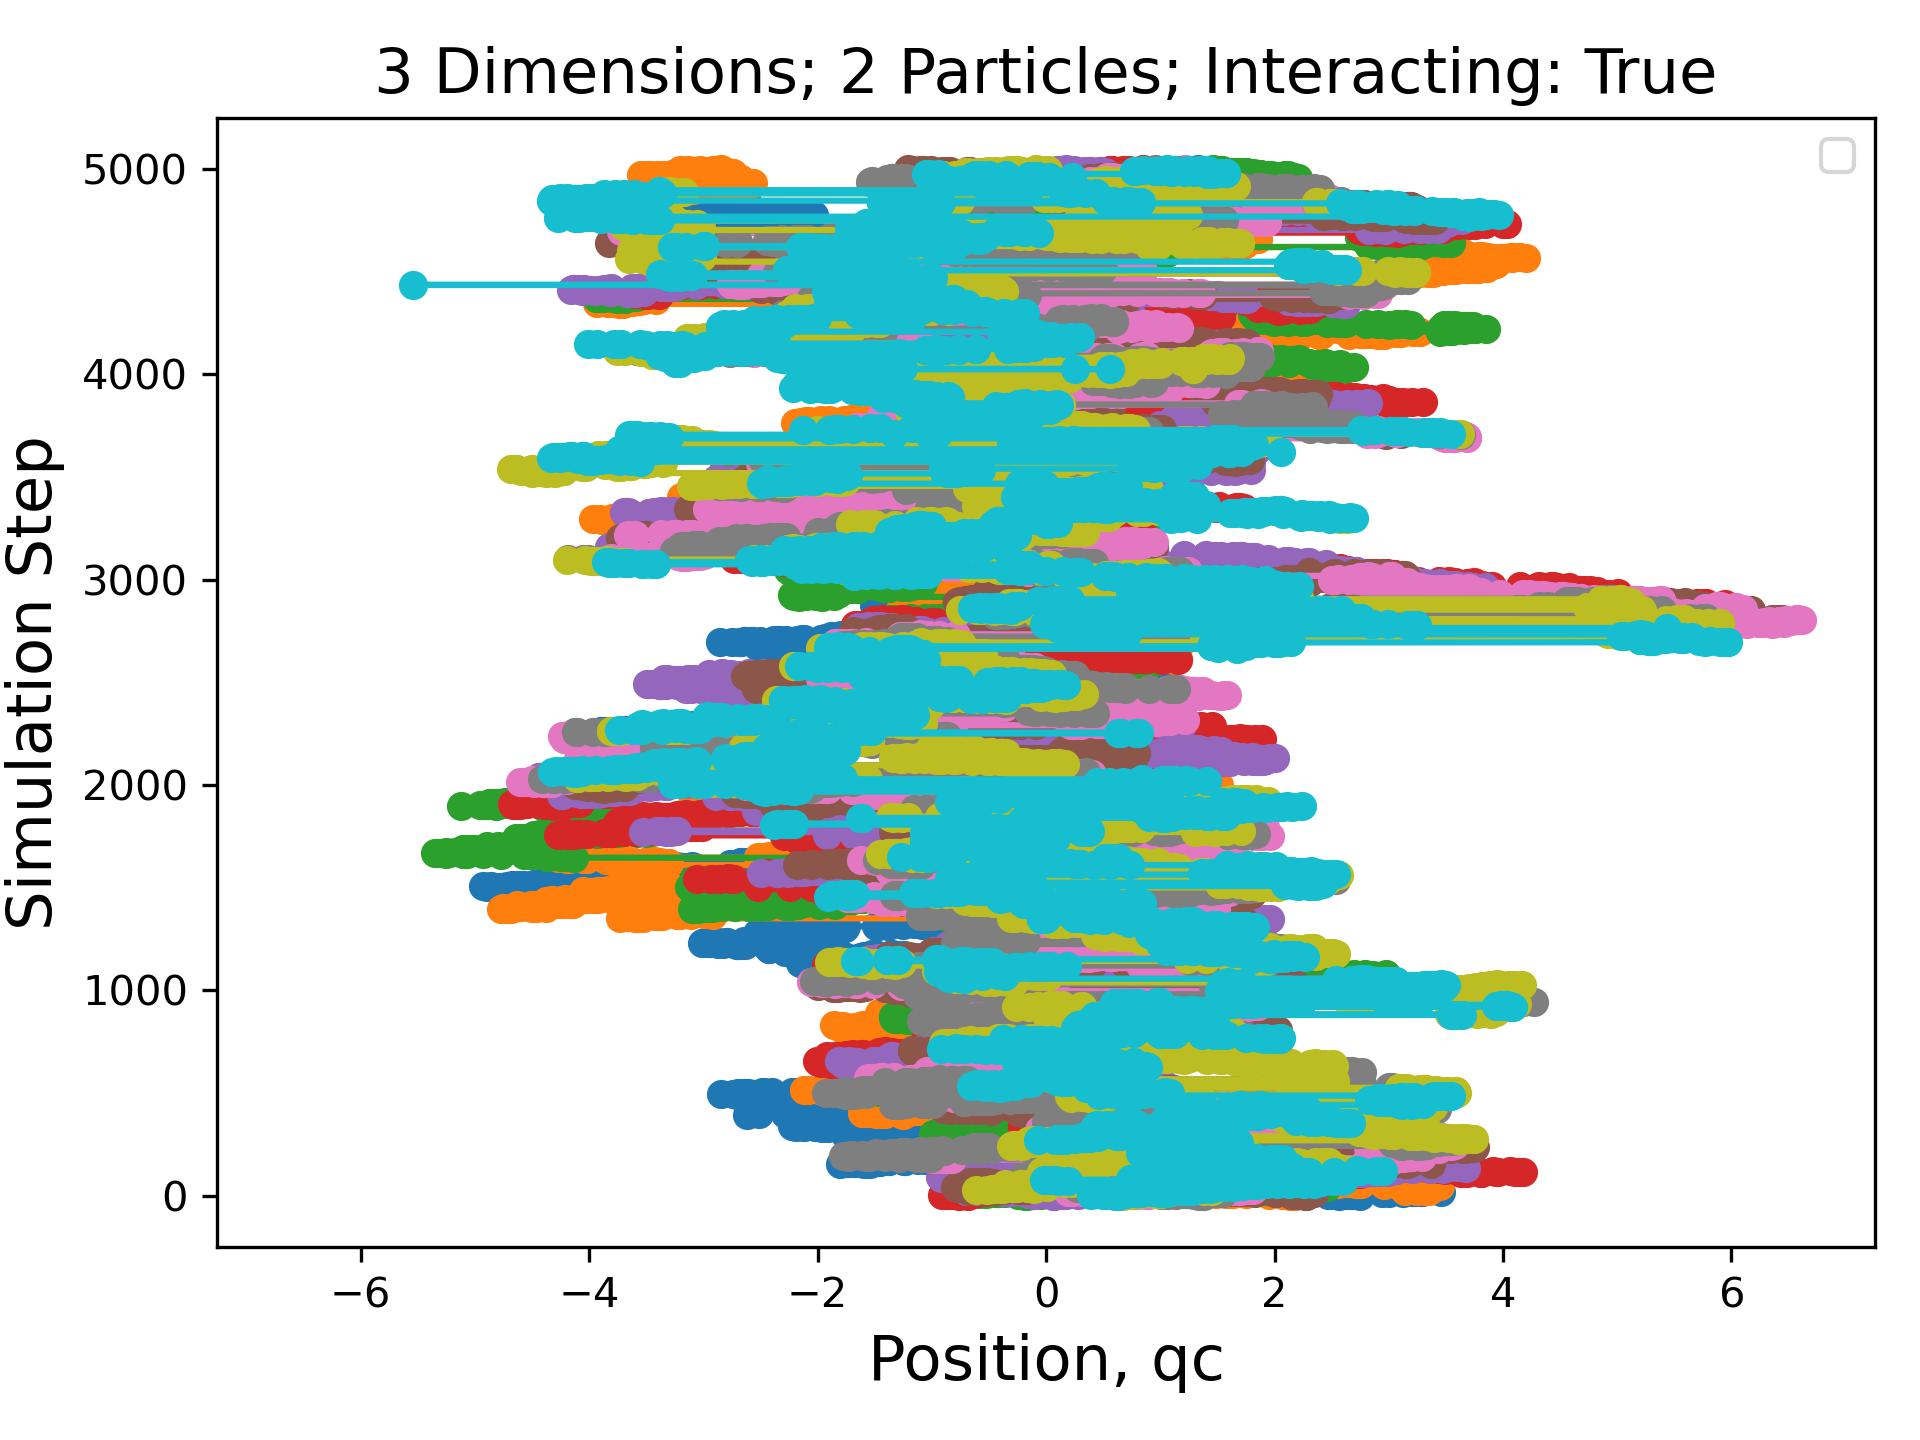 3 Dimensions; 2 Particles; Interacting: True
5000
4000
3000
2000
1000
0
Simulation Step
−6 −4 −2 0 2 4 6
Position, qc